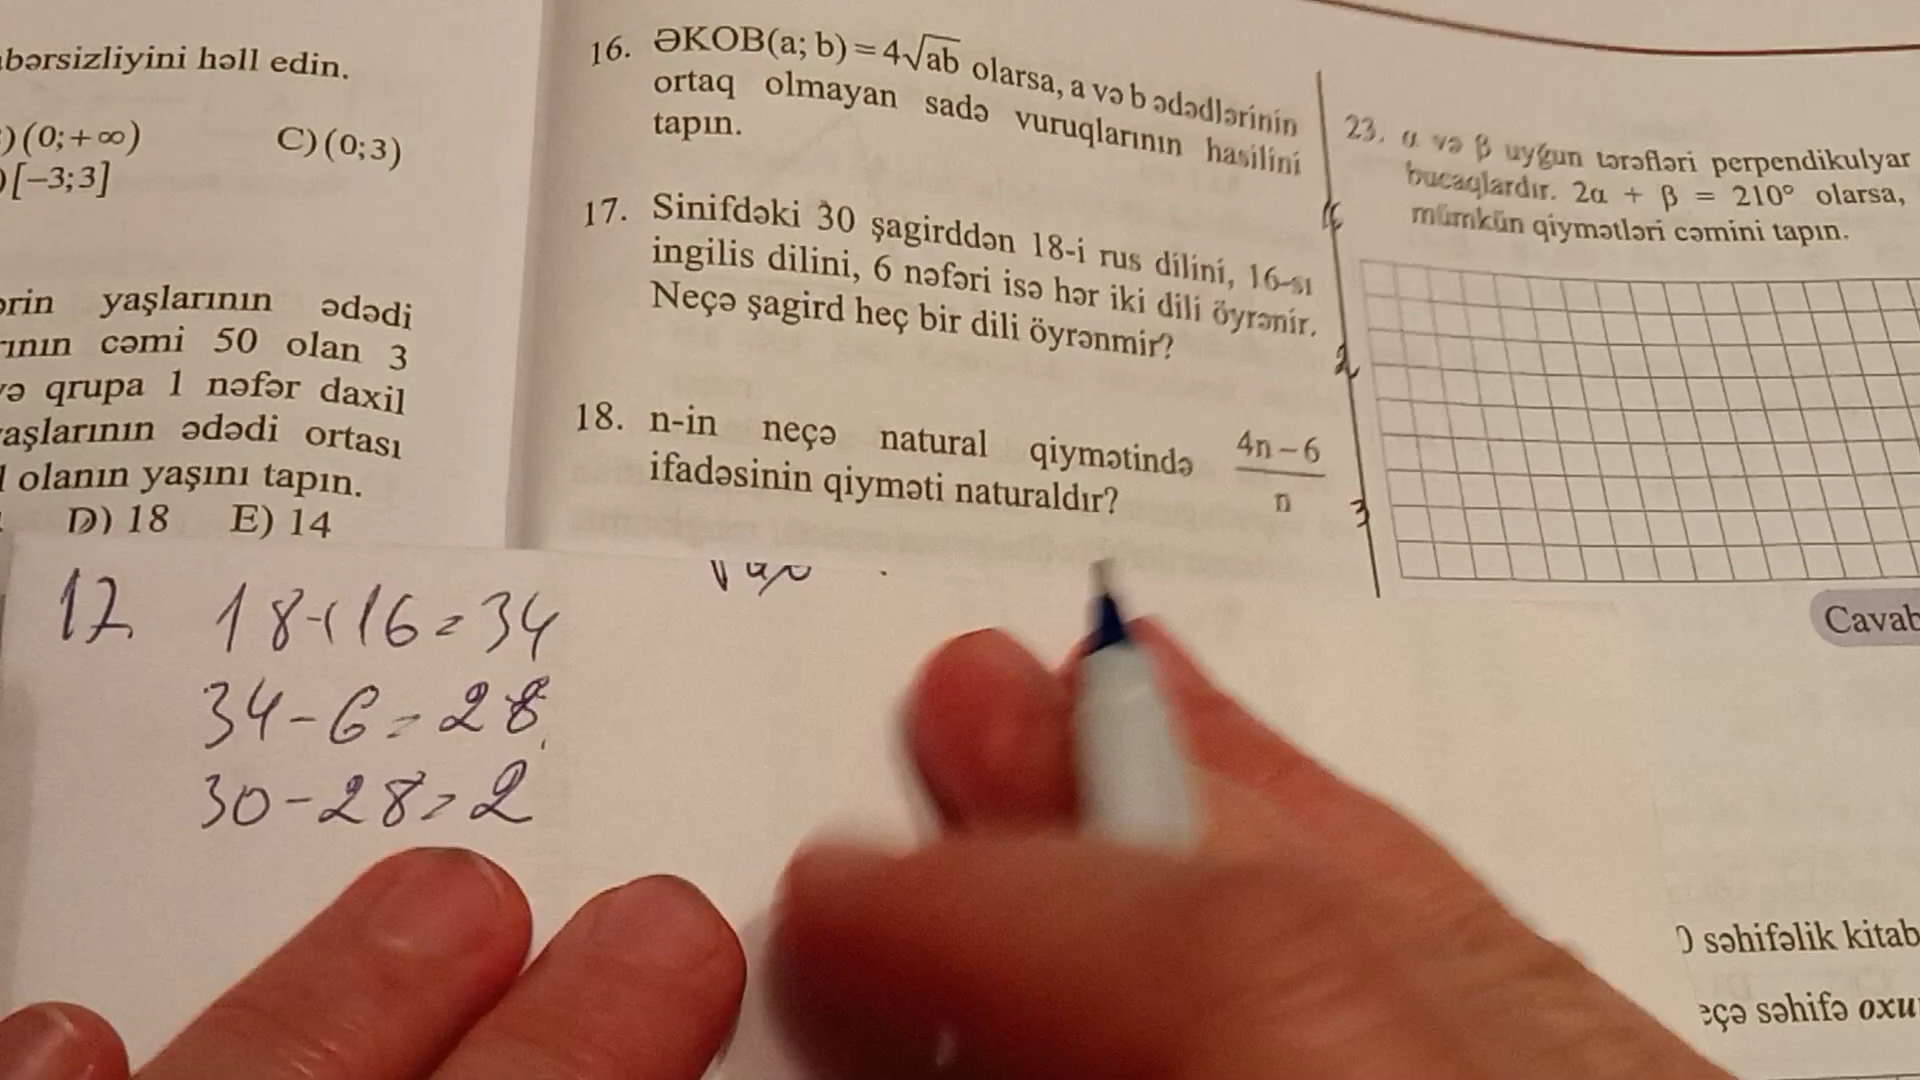 bərsizliyini həll edin.
(0;+∞) C) (0;3)
[−3;3]
yaşlarının ədədi
cəmi 50 olan 3
qrupa 1 nəfər daxil
yaşlarının ədədi ortası
olanın yaşını tapın.
D) 18 E) 14
16. ƏKOB(a; b) = 4√ab olarsa, a və b ədədlərinin
ortaq olmayan sadə vuruqlarının hasilini
tapın.
17. Sinifdəki 30 şagirddən 18-i rus dilini, 16-sı
ingilis dilini, 6 nəfəri isə hər iki dili öyrənir.
Neçə şagird heç bir dili öyrənmir?
2
18. n-in neçə natural qiymətində (4n − 6)/n
ifadəsinin qiyməti naturaldır?
3
23. α və β uyğun tərəfləri perpendikulyar
bucaqlardır. 2α + β = 210° olarsa,
mümkün qiymətləri cəmini tapın.
Cavab
17 18+16=34
34-6=28
30-28=2
səhifəlik kitab
səhifə oxu